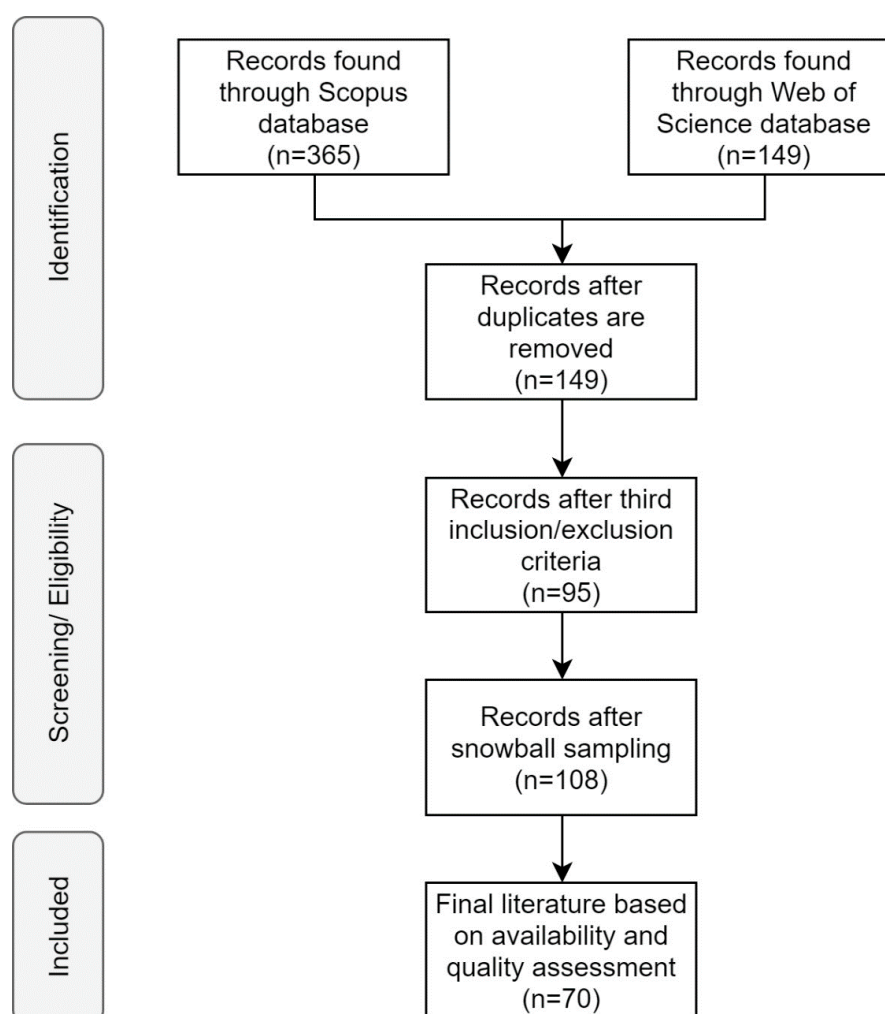 Identification
Records found
through Scopus
database
(n=365)
Records found
through Web of
Science database
(n=149)
Records after
duplicates are
removed
(n=149)
Screening/ Eligibility
Records after third
inclusion/exclusion
criteria
(n=95)
Records after
snowball sampling
(n=108)
Included
Final literature based
on availability and
quality assessment
(n=70)